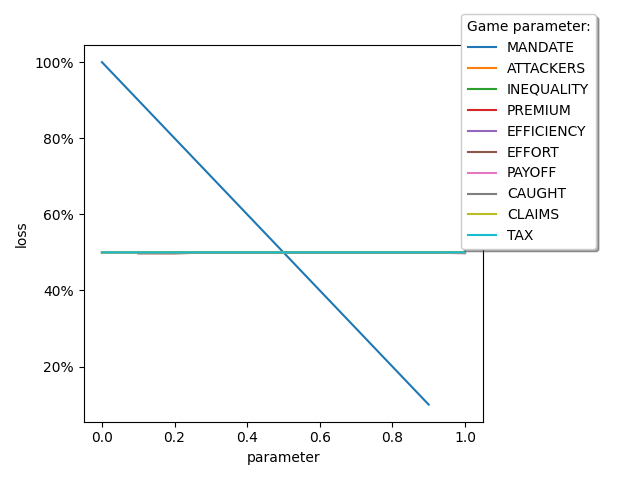 Game parameter:
MANDATE
ATTACKERS
INEQUALITY
PREMIUM
EFFICIENCY
EFFORT
PAYOFF
CAUGHT
CLAIMS
TAX
100%
80%
60%
40%
20%
loss
0.0 0.2 0.4 0.6 0.8 1.0
parameter